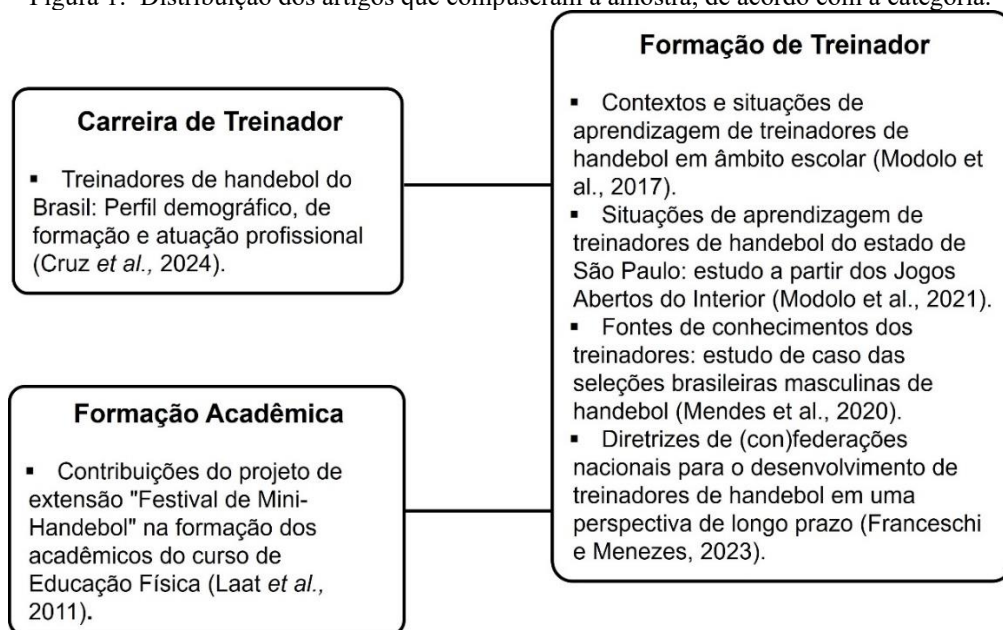 Figura 1: Distribuição dos artigos que compuseram a amostra, de acordo com a categoria.
Carreira de Treinador
▪ Treinadores de handebol do
Brasil: Perfil demográfico, de
formação e atuação profissional
(Cruz et al., 2024).
Formação Acadêmica
▪ Contribuições do projeto de
extensão "Festival de Mini-
Handebol" na formação dos
acadêmicos do curso de
Educação Física (Laat et al.,
2011).
Formação de Treinador
▪ Contextos e situações de
aprendizagem de treinadores de
handebol em âmbito escolar (Modolo et
al., 2017).
▪ Situações de aprendizagem de
treinadores de handebol do estado de
São Paulo: estudo a partir dos Jogos
Abertos do Interior (Modolo et al., 2021).
▪ Fontes de conhecimentos dos
treinadores: estudo de caso das
seleções brasileiras masculinas de
handebol (Mendes et al., 2020).
▪ Diretrizes de (con)federações
nacionais para o desenvolvimento de
treinadores de handebol em uma
perspectiva de longo prazo (Franceschi
e Menezes, 2023).